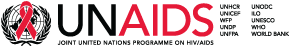 UNAIDS
JOINT UNITED NATIONS PROGRAMME ON HIV/AIDS
UNHCR
UNICEF
WFP
UNDP
UNFPA
UNODC
ILO
UNESCO
WHO
WORLD BANK